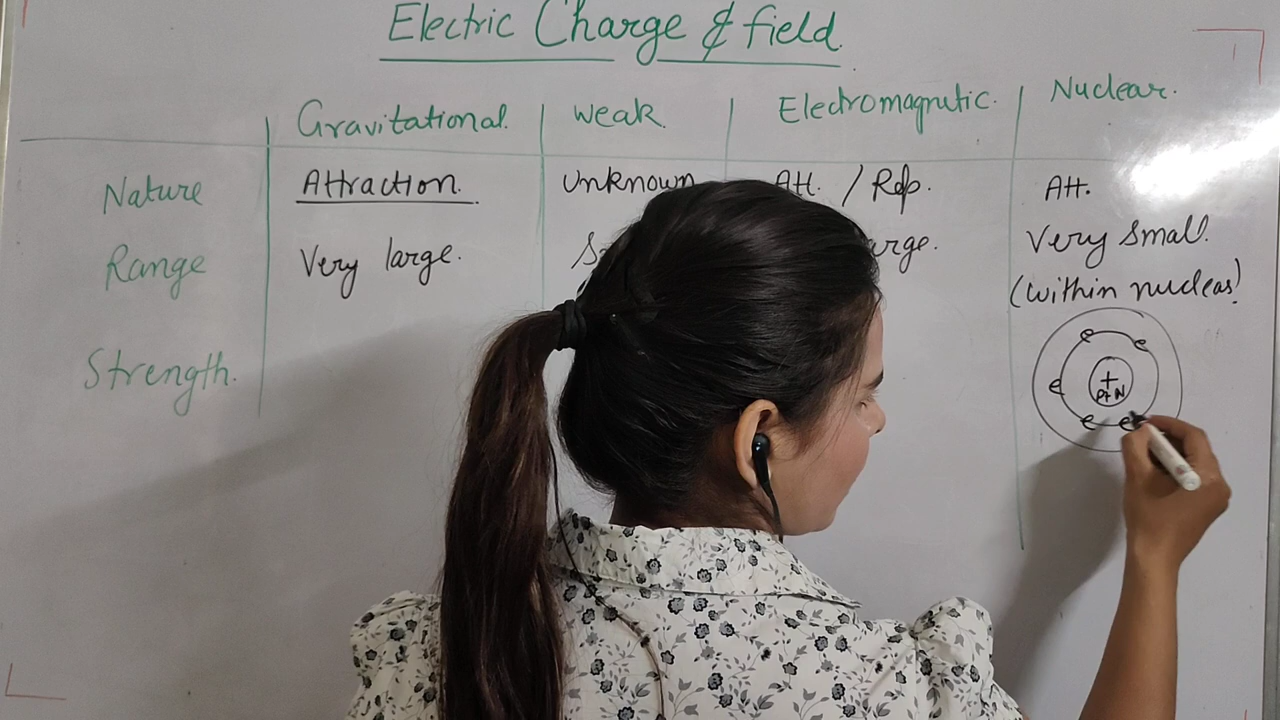 Electric Charge & field.
Gravitational. Weak. Electromagnetic. Nuclear.
Nature Attraction. Unknown Att. / Rep. Att.
Range Very large. Very small.
(within nucleas)
Strength.
+
P+N
e e e e e